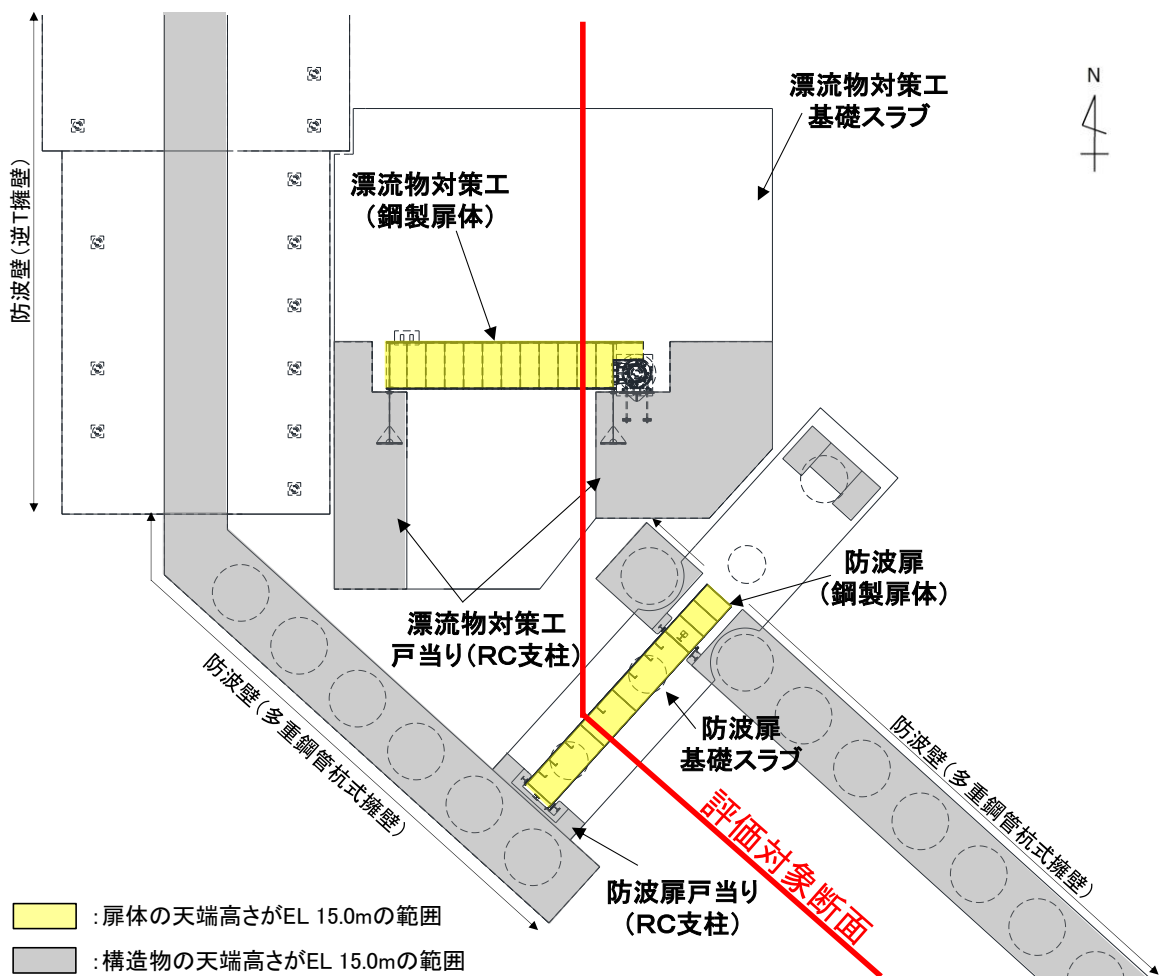 N
漂流物対策工
基礎スラブ
漂流物対策工
（鋼製扉体）
防波壁（逆T擁壁）
防波扉
（鋼製扉体）
漂流物対策工
戸当り（RC支柱）
防波壁（多重鋼管杭式擁壁）
防波扉
基礎スラブ
防波壁（多重鋼管杭式擁壁）
評価対象断面
防波扉戸当り
（RC支柱）
：扉体の天端高さがEL 15.0mの範囲
：構造物の天端高さがEL 15.0mの範囲